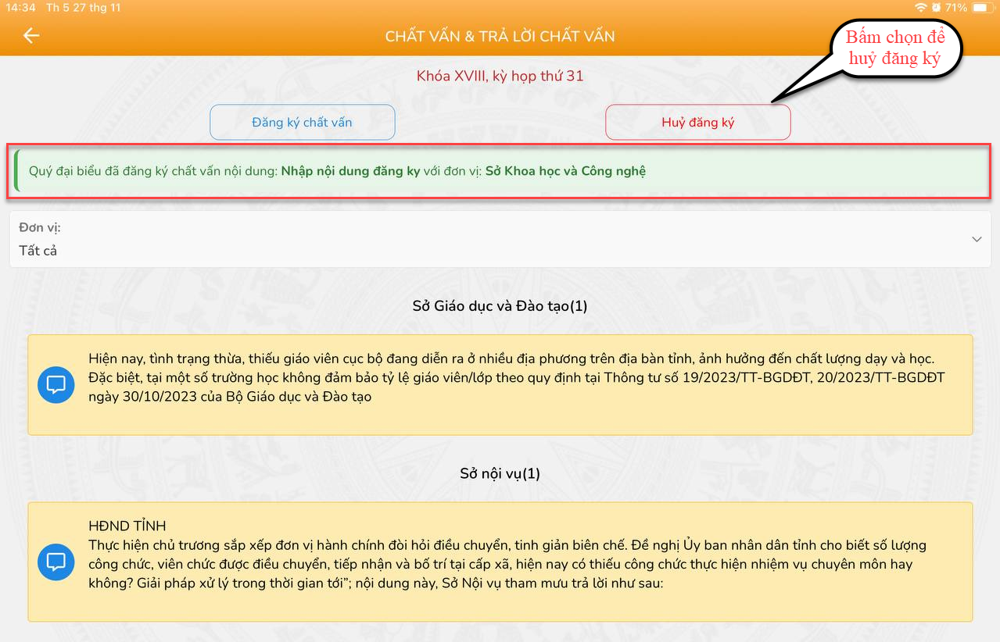 14:34 Th 5 27 thg 11
71%
CHẤT VẤN & TRẢ LỜI CHẤT VẤN
Bấm chọn để
huỷ đăng ký
Khóa XVIII, kỳ họp thứ 31
Đăng ký chất vấn
Huỷ đăng ký
Quý đại biểu đã đăng ký chất vấn nội dung: Nhập nội dung đăng ky với đơn vị: Sở Khoa học và Công nghệ
Đơn vị:
Tất cả
Sở Giáo dục và Đào tạo(1)
Hiện nay, tình trạng thừa, thiếu giáo viên cục bộ đang diễn ra ở nhiều địa phương trên địa bàn tỉnh, ảnh hưởng đến chất lượng dạy và học.
Đặc biệt, tại một số trường học không đảm bảo tỷ lệ giáo viên/lớp theo quy định tại Thông tư số 19/2023/TT-BGDĐT, 20/2023/TT-BGDĐT
ngày 30/10/2023 của Bộ Giáo dục và Đào tạo
Sở nội vụ(1)
HĐND TỈNH
Thực hiện chủ trương sắp xếp đơn vị hành chính đòi hỏi điều chuyển, tinh giản biên chế. Đề nghị Ủy ban nhân dân tỉnh cho biết số lượng
công chức, viên chức được điều chuyển, tiếp nhận và bố trí tại cấp xã, hiện nay có thiếu công chức thực hiện nhiệm vụ chuyên môn hay
không? Giải pháp xử lý trong thời gian tới”; nội dung này, Sở Nội vụ tham mưu trả lời như sau: